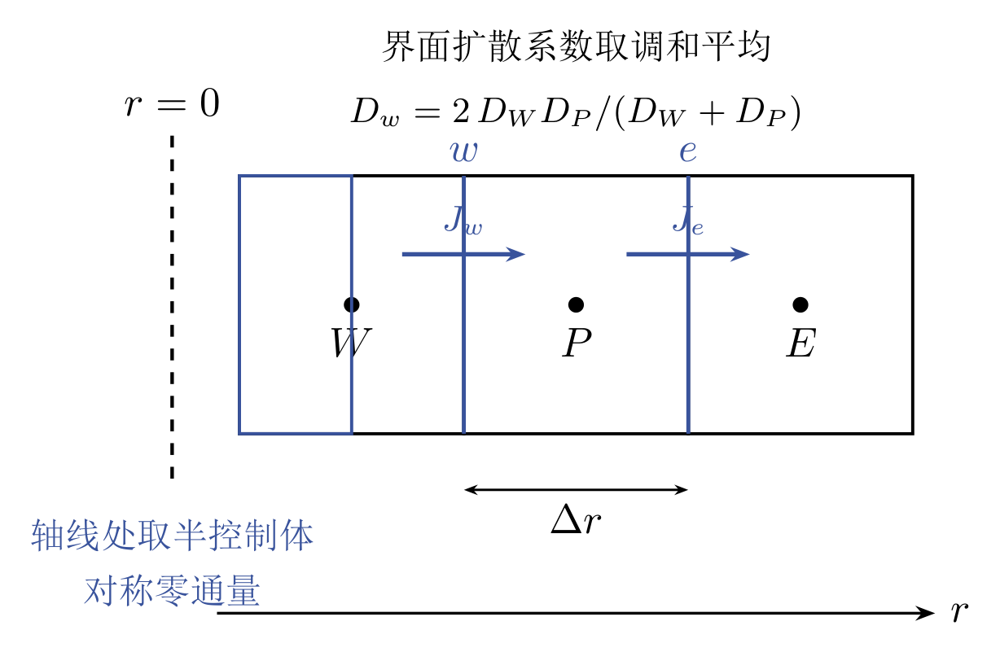 界面扩散系数取调和平均
r = 0
D_w = 2 D_W D_P/(D_W + D_P)
w
e
J_w
J_e
W
P
E
Δr
轴线处取半控制体
对称零通量
r